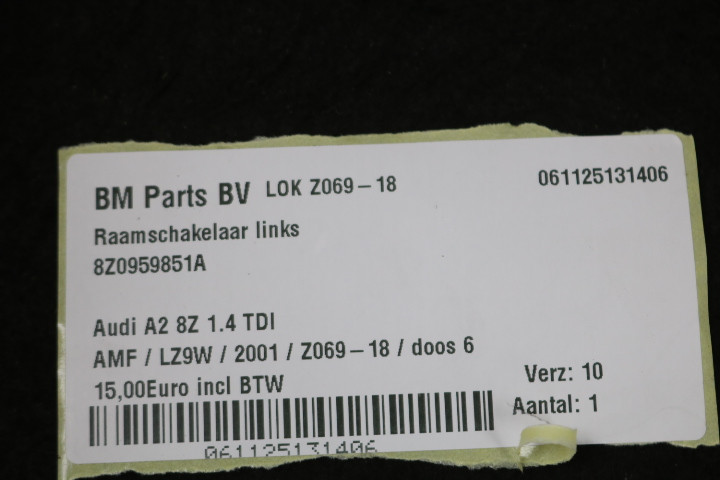 BM Parts BV LOK Z069-18 061125131406
Raamschakelaar links
8Z0959851A
Audi A2 8Z 1.4 TDI
AMF / LZ9W / 2001 / Z069-18 / doos 6
15,00Euro incl BTW
Verz: 10
Aantal: 1
061125131406